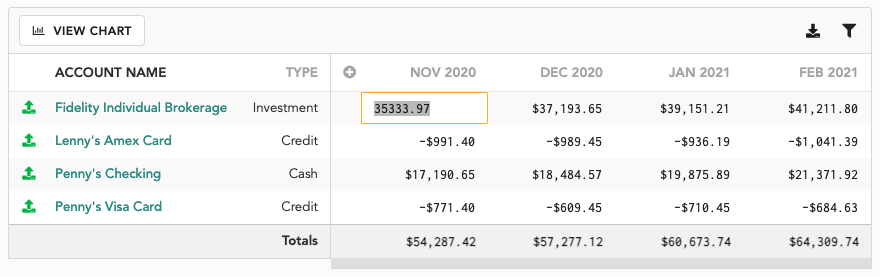 VIEW CHART
ACCOUNT NAME TYPE NOV 2020 DEC 2020 JAN 2021 FEB 2021
Fidelity Individual Brokerage Investment 35333.97 $37,193.65 $39,151.21 $41,211.80
Lenny's Amex Card Credit -$991.40 -$989.45 -$936.19 -$1,041.39
Penny's Checking Cash $17,190.65 $18,484.57 $19,875.89 $21,371.92
Penny's Visa Card Credit -$771.40 -$609.45 -$710.45 -$684.63
Totals $54,287.42 $57,277.12 $60,673.74 $64,309.74